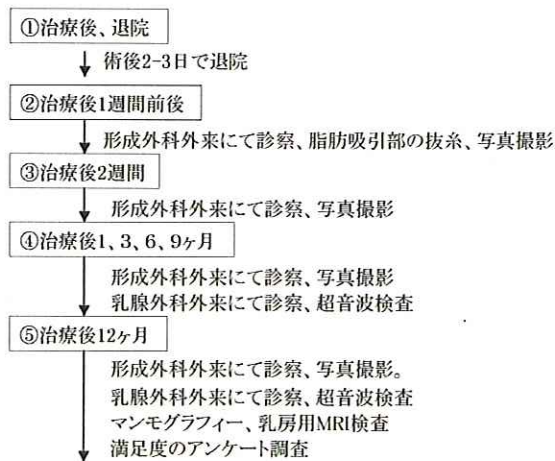 ①治療後、退院
術後2-3日で退院
②治療後1週間前後
形成外科外来にて診察、脂肪吸引部の抜糸、写真撮影
③治療後2週間
形成外科外来にて診察、写真撮影
④治療後1、3、6、9ヶ月
形成外科外来にて診察、写真撮影
乳腺外科外来にて診察、超音波検査
⑤治療後12ヶ月
形成外科外来にて診察、写真撮影。
乳腺外科外来にて診察、超音波検査
マンモグラフィー、乳房用MRI検査
満足度のアンケート調査